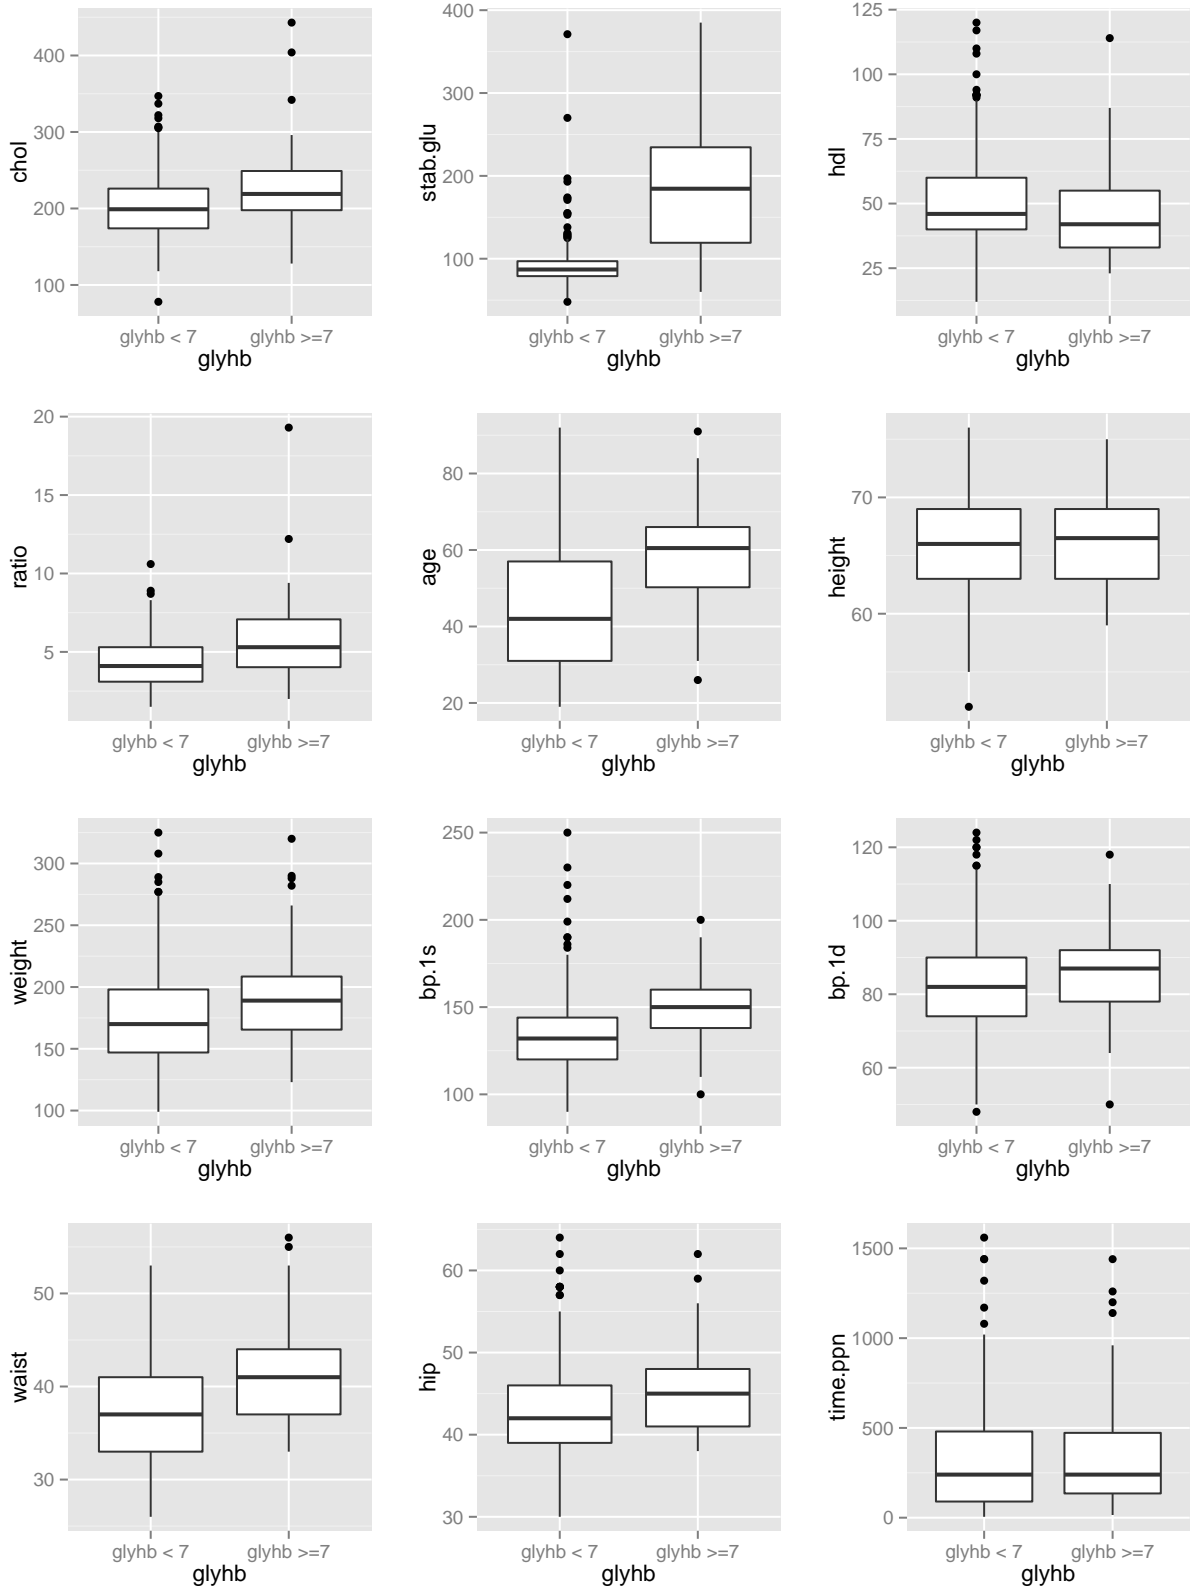 chol
400
300
200
100
glyhb < 7 glyhb >=7
glyhb
stab.glu
400
300
200
100
glyhb < 7 glyhb >=7
glyhb
hdl
125
100
75
50
25
glyhb < 7 glyhb >=7
glyhb
ratio
20
15
10
5
glyhb < 7 glyhb >=7
glyhb
age
80
60
40
20
glyhb < 7 glyhb >=7
glyhb
height
70
60
glyhb < 7 glyhb >=7
glyhb
weight
300
250
200
150
100
glyhb < 7 glyhb >=7
glyhb
bp.1s
250
200
150
100
glyhb < 7 glyhb >=7
glyhb
bp.1d
120
100
80
60
glyhb < 7 glyhb >=7
glyhb
waist
50
40
30
glyhb < 7 glyhb >=7
glyhb
hip
60
50
40
30
glyhb < 7 glyhb >=7
glyhb
time.ppn
1500
1000
500
0
glyhb < 7 glyhb >=7
glyhb